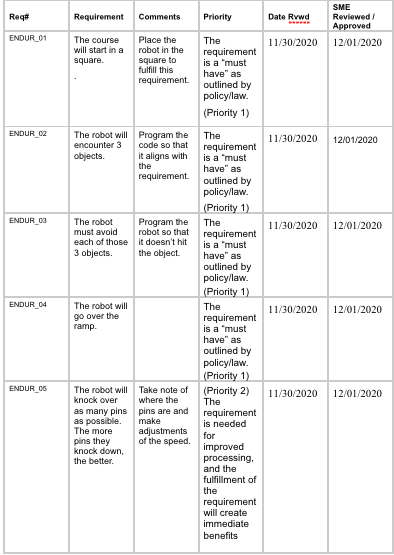 Req#
Requirement
Comments
Priority
Date Rvwd
SME
Reviewed /
Approved
ENDUR_01
The course
will start in a
square.
.
Place the
robot in the
square to
fulfill this
requirement.
The
requirement
is a “must
have” as
outlined by
policy/law.
(Priority 1)
11/30/2020
12/01/2020
ENDUR_02
The robot will
encounter 3
objects.
Program the
code so that
it aligns with
the
requirement.
The
requirement
is a “must
have” as
outlined by
policy/law.
(Priority 1)
11/30/2020
12/01/2020
ENDUR_03
The robot
must avoid
each of those
3 objects.
Program the
robot so that
it doesn’t hit
the object.
The
requirement
is a “must
have” as
outlined by
policy/law.
(Priority 1)
11/30/2020
12/01/2020
ENDUR_04
The robot will
go over the
ramp.
The
requirement
is a “must
have” as
outlined by
policy/law.
(Priority 1)
11/30/2020
12/01/2020
ENDUR_05
The robot will
knock over
as many pins
as possible.
The more
pins they
knock down,
the better.
Take note of
where the
pins are and
make
adjustments
of the speed.
(Priority 2)
The
requirement
is needed
for
improved
processing,
and the
fulfillment of
the
requirement
will create
immediate
benefits
11/30/2020
12/01/2020